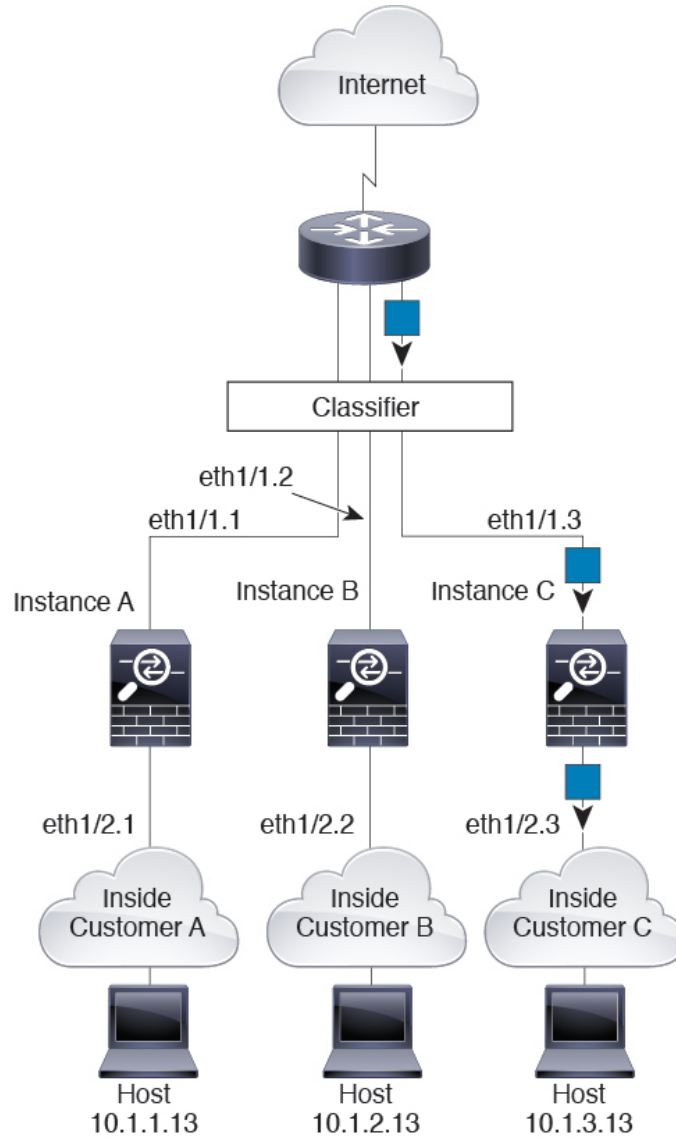 Internet
Classifier
eth1/1.2
eth1/1.1
eth1/1.3
Instance A
Instance B
Instance C
eth1/2.1
eth1/2.2
eth1/2.3
Inside
Customer A
Inside
Customer B
Inside
Customer C
Host
10.1.1.13
Host
10.1.2.13
Host
10.1.3.13